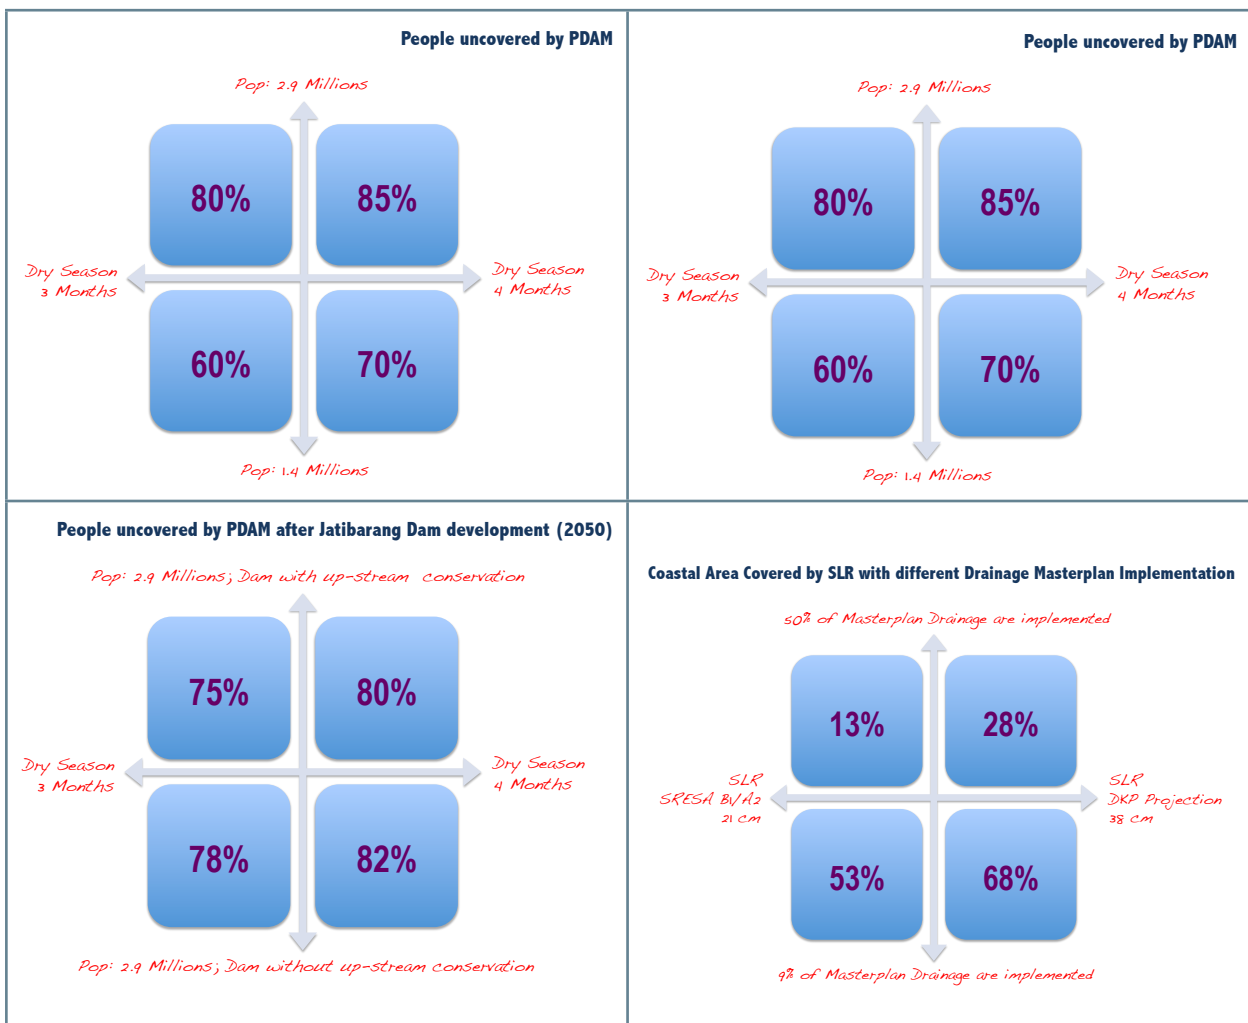 People uncovered by PDAM
Pop: 2.9 Millions
80%
85%
Dry Season
3 Months
Dry Season
4 Months
60%
70%
Pop: 1.4 Millions
People uncovered by PDAM
Pop: 2.9 Millions
80%
85%
Dry Season
3 Months
Dry Season
4 Months
60%
70%
Pop: 1.4 Millions
People uncovered by PDAM after Jatibarang Dam development (2050)
Pop: 2.9 Millions; Dam with up-stream conservation
75%
80%
Dry Season
3 Months
Dry Season
4 Months
78%
82%
Pop: 2.9 Millions; Dam without up-stream conservation
Coastal Area Covered by SLR with different Drainage Masterplan Implementation
50% of Masterplan Drainage are implemented
13%
28%
SLR
SRESA B1/A2
21 cm
SLR
DKP Projection
38 cm
53%
68%
9% of Masterplan Drainage are implemented